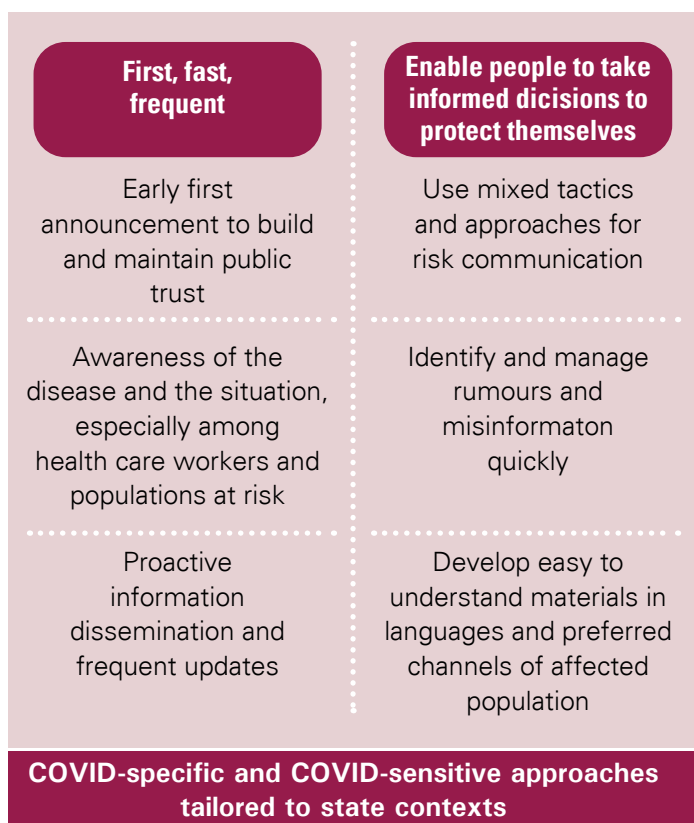 First, fast,
frequent
Early first
announcement to build
and maintain public
trust
Awareness of the
disease and the situation,
especially among
health care workers and
populations at risk
Proactive
information
dissemination and
frequent updates
Enable people to take
informed dicisions to
protect themselves
Use mixed tactics
and approaches for
risk communication
Identify and manage
rumours and
misinformaton
quickly
Develop easy to
understand materials in
languages and preferred
channels of affected
population
COVID-specific and COVID-sensitive approaches
tailored to state contexts